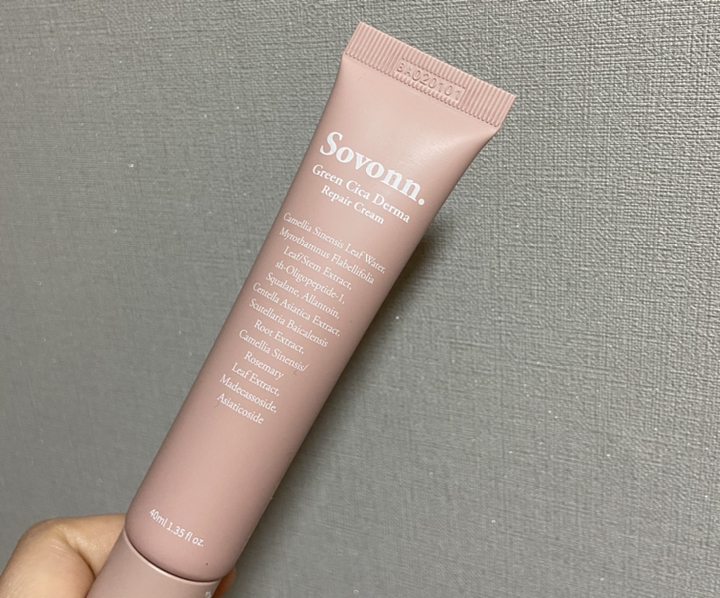 BA020101
Sovonn.
Green Cica Derma
Repair Cream
Camellia Sinensis Leaf Water,
Myrothamnus Flabellifolia
Leaf/Stem Extract,
sh-Oligopeptide-1,
Squalane, Allantoin,
Centella Asiatica Extract,
Scutellaria Baicalensis
Root Extract,
Camellia Sinensis/
Rosemary
Leaf Extract,
Madecassoside,
Asiaticoside
40ml 1.35 fl oz.